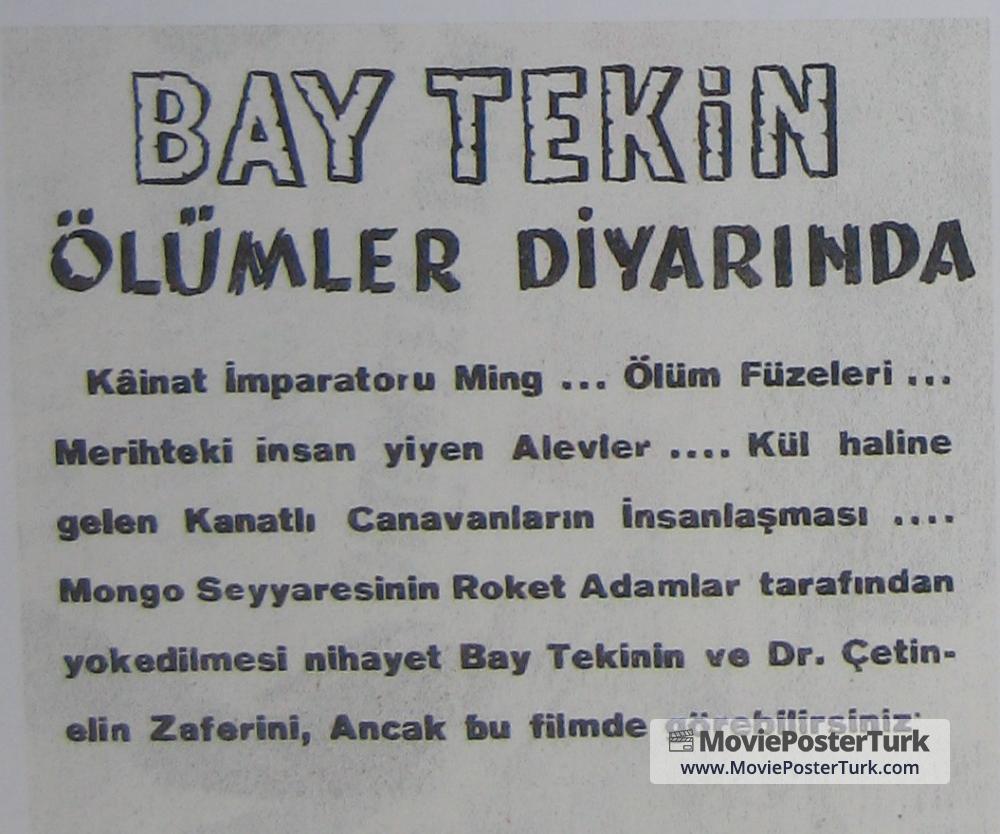 BAY TEKİN
ÖLÜMLER DİYARINDA
Kâinat İmparatoru Ming ... Ölüm Füzeleri ...
Merihteki insan yiyen Alevler .... Kül haline
gelen Kanatlı Canavanların İnsanlaşması ....
Mongo Seyyaresinin Roket Adamlar tarafından
yokedilmesi nihayet Bay Tekinin ve Dr. Çetin-
elin Zaferini, Ancak bu filmde görebilirsiniz.
MoviePosterTurk
www.MoviePosterTurk.com